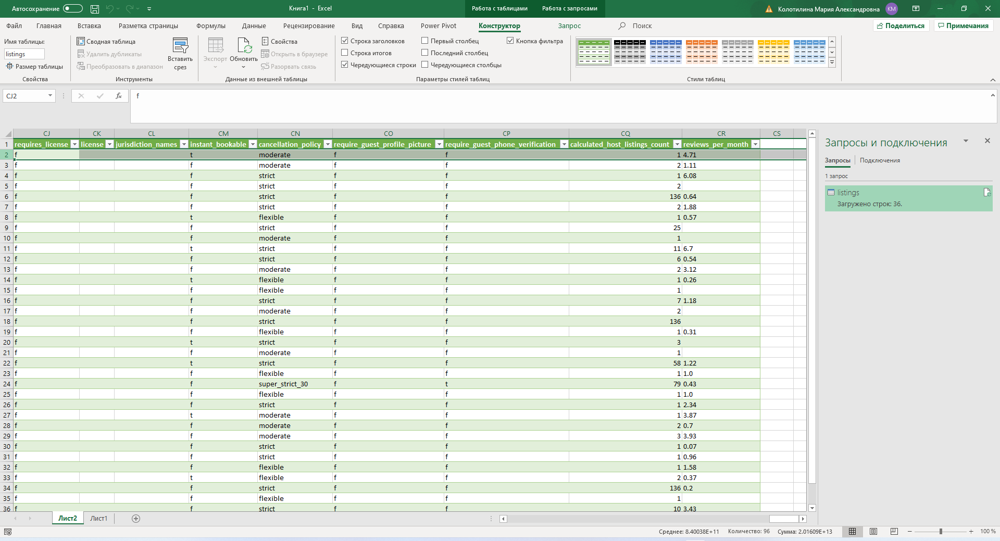 Автосохранение Книга1 - Excel Работа с таблицами Работа с запросами Колотилина Мария Александровна КМ
Файл Главная Вставка Разметка страницы Формулы Данные Рецензирование Вид Справка Power Pivot Конструктор Запрос Поиск Поделиться Примечания
Имя таблицы:
listings
Размер таблицы
Свойства
Сводная таблица
Удалить дубликаты
Преобразовать в диапазон
Вставить
срез
Инструменты
Экспорт
Обновить
Свойства
Открыть в браузере
Разорвать связь
Данные из внешней таблицы
Строка заголовков Первый столбец Кнопка фильтра
Строка итогов Последний столбец
Чередующиеся строки Чередующиеся столбцы
Параметры стилей таблиц
Стили таблиц
CJ2 fx f
CJ CK CL CM CN CO CP CQ CR CS
1 requires_license license jurisdiction_names instant_bookable cancellation_policy require_guest_profile_picture require_guest_phone_verification calculated_host_listings_count reviews_per_month
2 f t moderate f f 1 4.71
3 f f moderate f f 2 1.11
4 f f strict f f 1 6.08
5 f f strict f f 2
6 f f strict f f 136 0.64
7 f f strict f f 2 1.88
8 f t flexible f f 1 0.57
9 f f strict f f 25
10 f f moderate f f 1
11 f t strict f f 11 6.7
12 f f strict f f 6 0.54
13 f f moderate f f 2 3.12
14 f t flexible f f 1 0.26
15 f f flexible f f 1
16 f f strict f f 7 1.18
17 f f moderate f f 2
18 f f strict f f 136
19 f f flexible f f 1 0.31
20 f t strict f f 3
21 f f moderate f f 1
22 f t strict f f 58 1.22
23 f f flexible f f 1 1.0
24 f f super_strict_30 f t 79 0.43
25 f f flexible f f 1 1.0
26 f f strict f f 1 2.34
27 f t moderate f f 1 3.87
28 f f moderate f f 2 0.7
29 f f moderate f f 3 3.93
30 f f strict f f 1 0.07
31 f f strict f f 1 0.96
32 f f flexible f f 1 1.58
33 f t flexible f f 2 0.37
34 f f strict f f 136 0.2
35 f f flexible f f 1
36 f f strict f f 10 3.43
Запросы и подключения
Запросы Подключения
1 запрос
listings
Загружено строк: 36.
Лист2 Лист1
Среднее: 8.40038E+11 Количество: 96 Сумма: 2.01609E+13 100 %